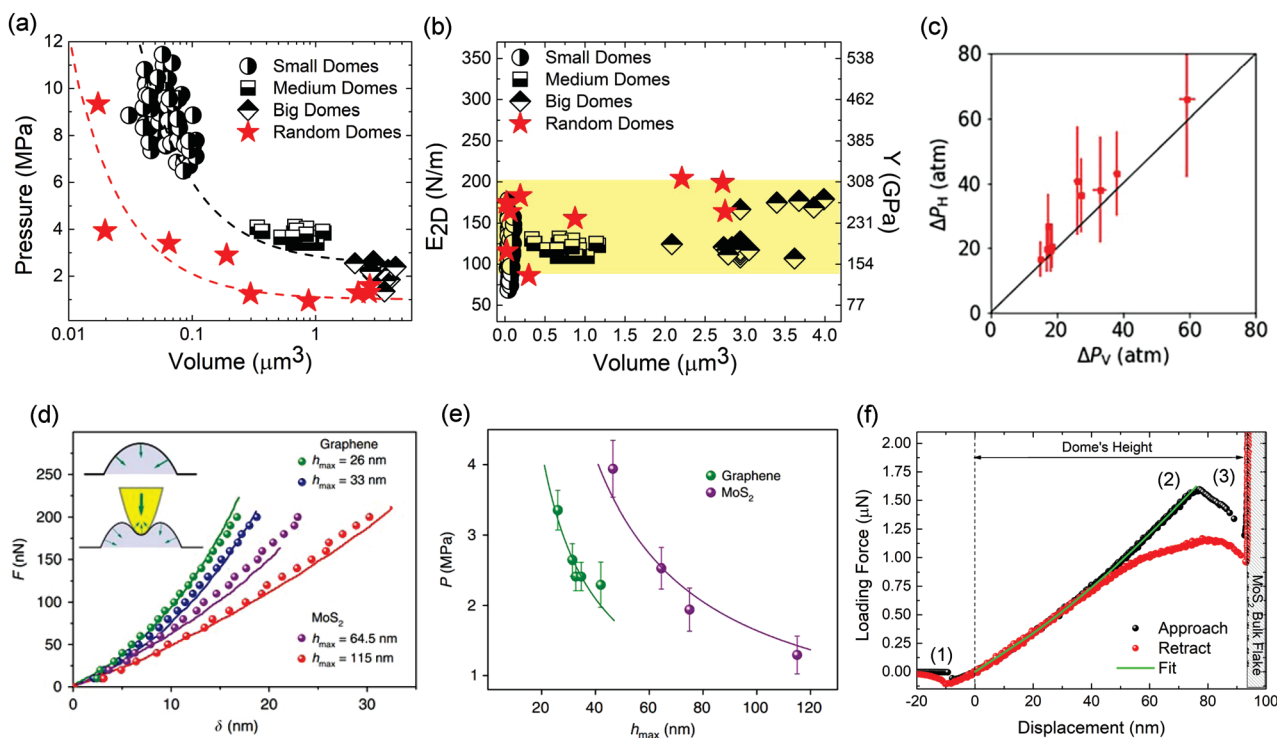 (a)
12
10
8
6
4
2
Pressure (MPa)
0.01
0.1
1
Volume (μm³)
Small Domes
Medium Domes
Big Domes
Random Domes
(b)
350
300
250
200
150
100
50
E2D (N/m)
538
462
385
308
231
154
77
Y (GPa)
0.0 0.5 1.0 1.5 2.0 2.5 3.0 3.5 4.0
Volume (μm³)
Small Domes
Medium Domes
Big Domes
Random Domes
(c)
80
60
40
20
0
ΔPH (atm)
0 20 40 60 80
ΔPV (atm)
(d)
250
200
150
100
50
0
F (nN)
0 10 20 30
δ (nm)
Graphene
hmax = 26 nm
hmax = 33 nm
MoS2
hmax = 64.5 nm
hmax = 115 nm
(e)
4
3
2
1
P (MPa)
20 40 60 80 100 120
hmax (nm)
Graphene
MoS2
(f)
2.00
1.75
1.50
1.25
1.00
0.75
0.50
0.25
0.00
Loading Force (μN)
-20 0 20 40 60 80 100
Displacement (nm)
Dome's Height
(1)
(2)
(3)
Approach
Retract
Fit
MoS2 Bulk Flake